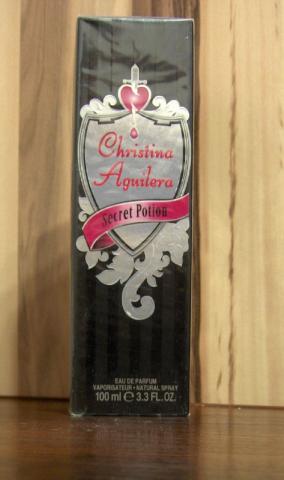 Christina
Aguilera
Secret Potion
EAU DE PARFUM
VAPORISATEUR • NATURAL SPRAY
100 ml ℮ 3.3 FL.OZ.